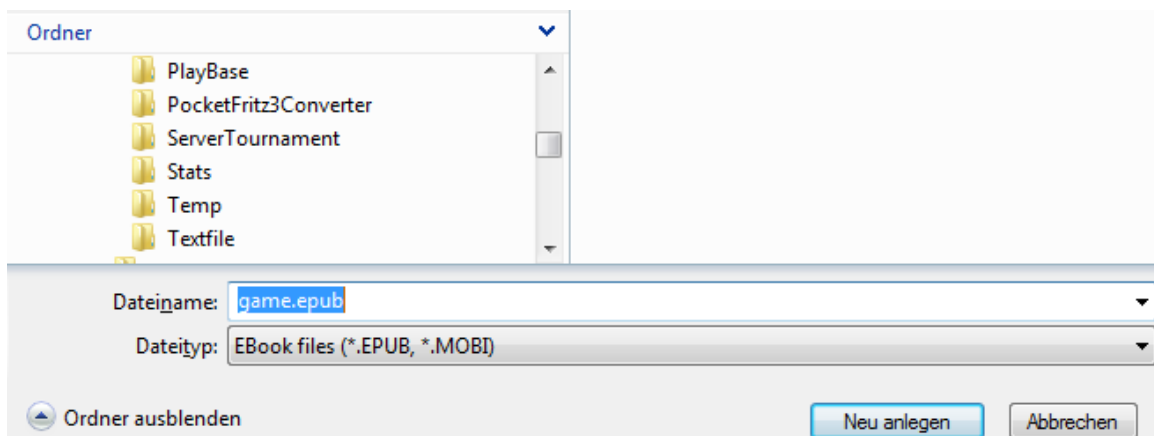 Ordner
PlayBase
PocketFritz3Converter
ServerTournament
Stats
Temp
Textfile
Dateiname: game.epub
Dateityp: EBook files (*.EPUB, *.MOBI)
Ordner ausblenden Neu anlegen Abbrechen